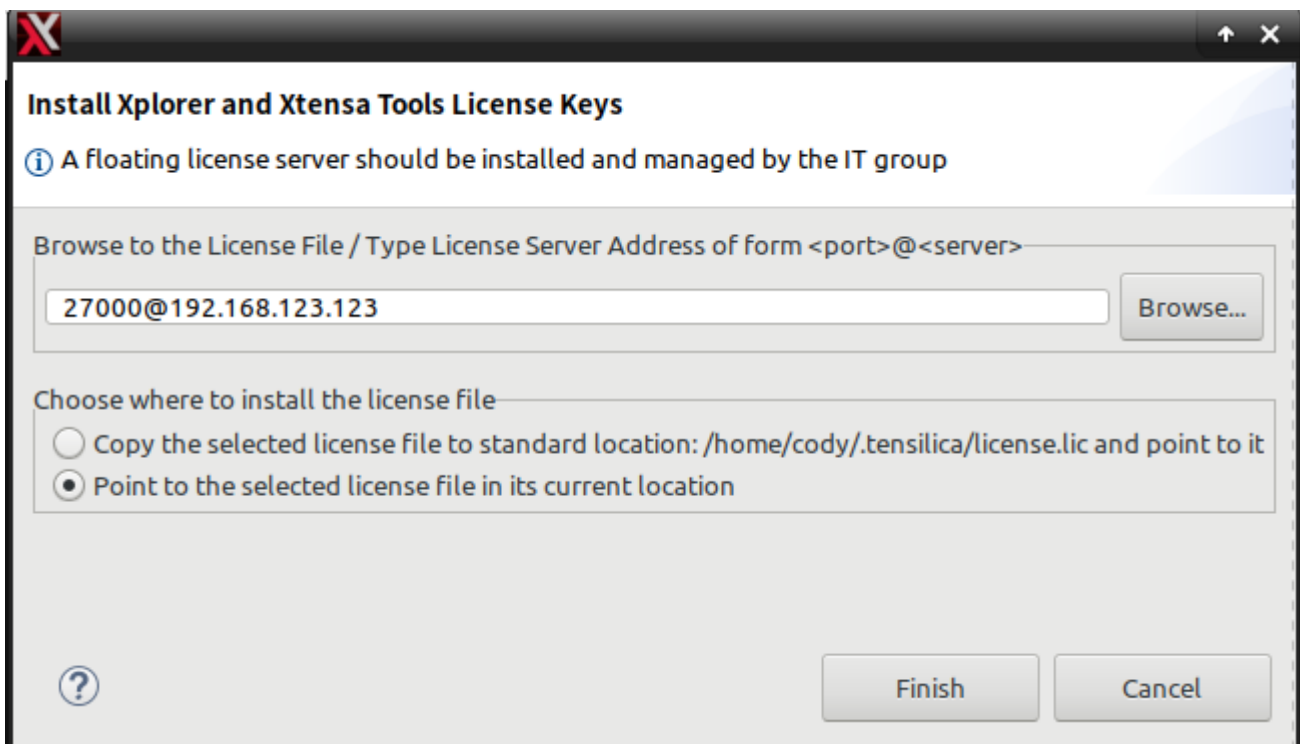 Install Xplorer and Xtensa Tools License Keys
A floating license server should be installed and managed by the IT group
Browse to the License File / Type License Server Address of form <port>@<server>
27000@192.168.123.123
Browse...
Choose where to install the license file
Copy the selected license file to standard location: /home/cody/.tensilica/license.lic and point to it
Point to the selected license file in its current location
Finish
Cancel